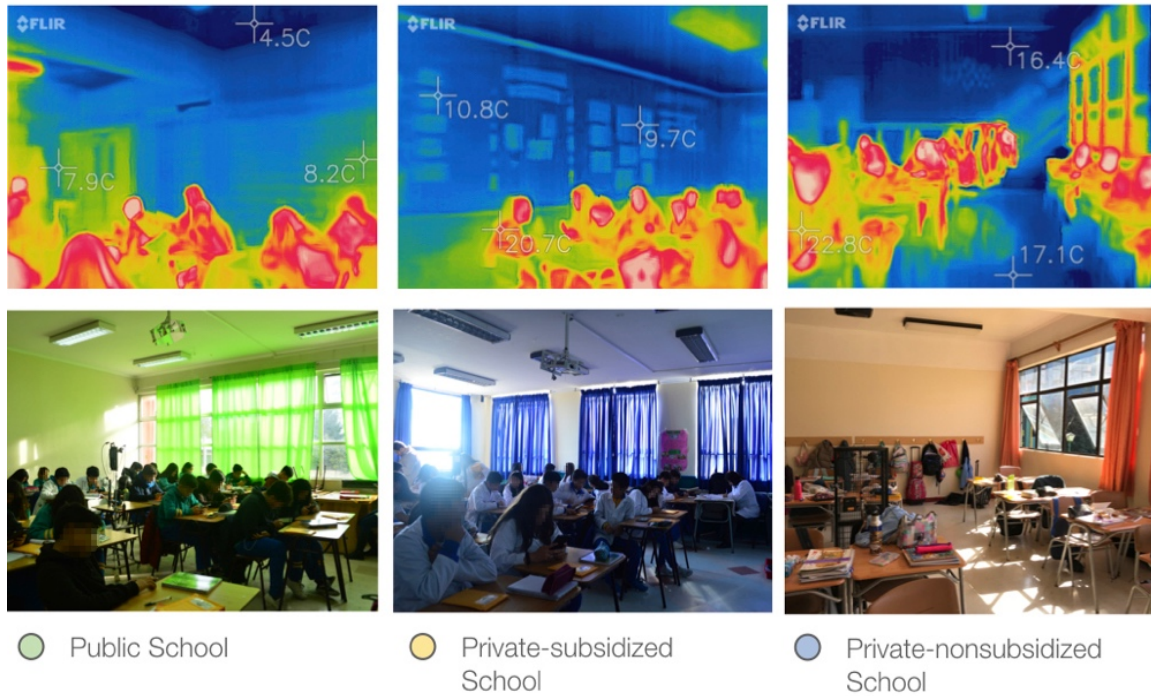 FLIR
4.5C
7.9C
8.2C
FLIR
10.8C
9.7C
20.7C
FLIR
16.4C
22.8C
17.1C
Public School
Private-subsidized
School
Private-nonsubsidized
School